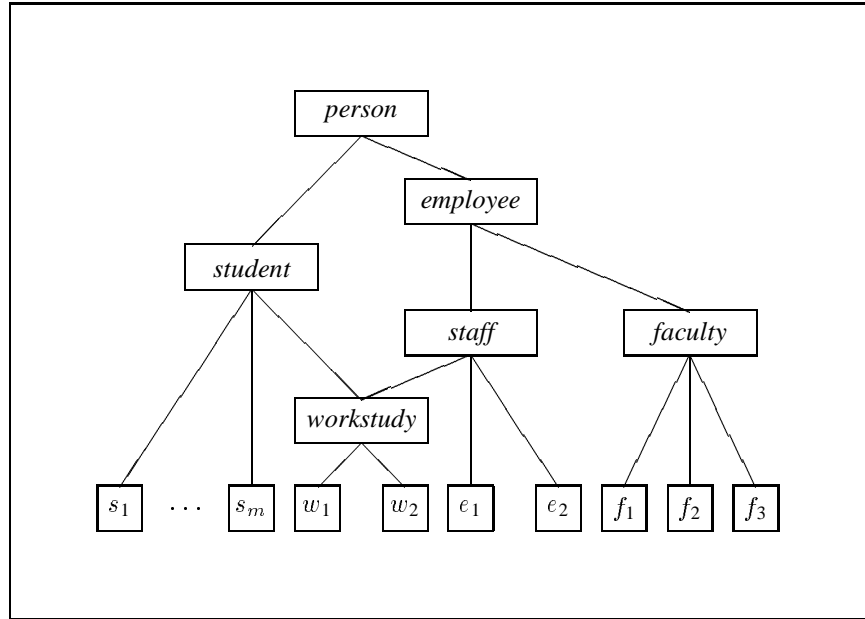 person
employee
student
staff faculty
workstudy
s₁ ... sₘ w₁ w₂ e₁ e₂ f₁ f₂ f₃